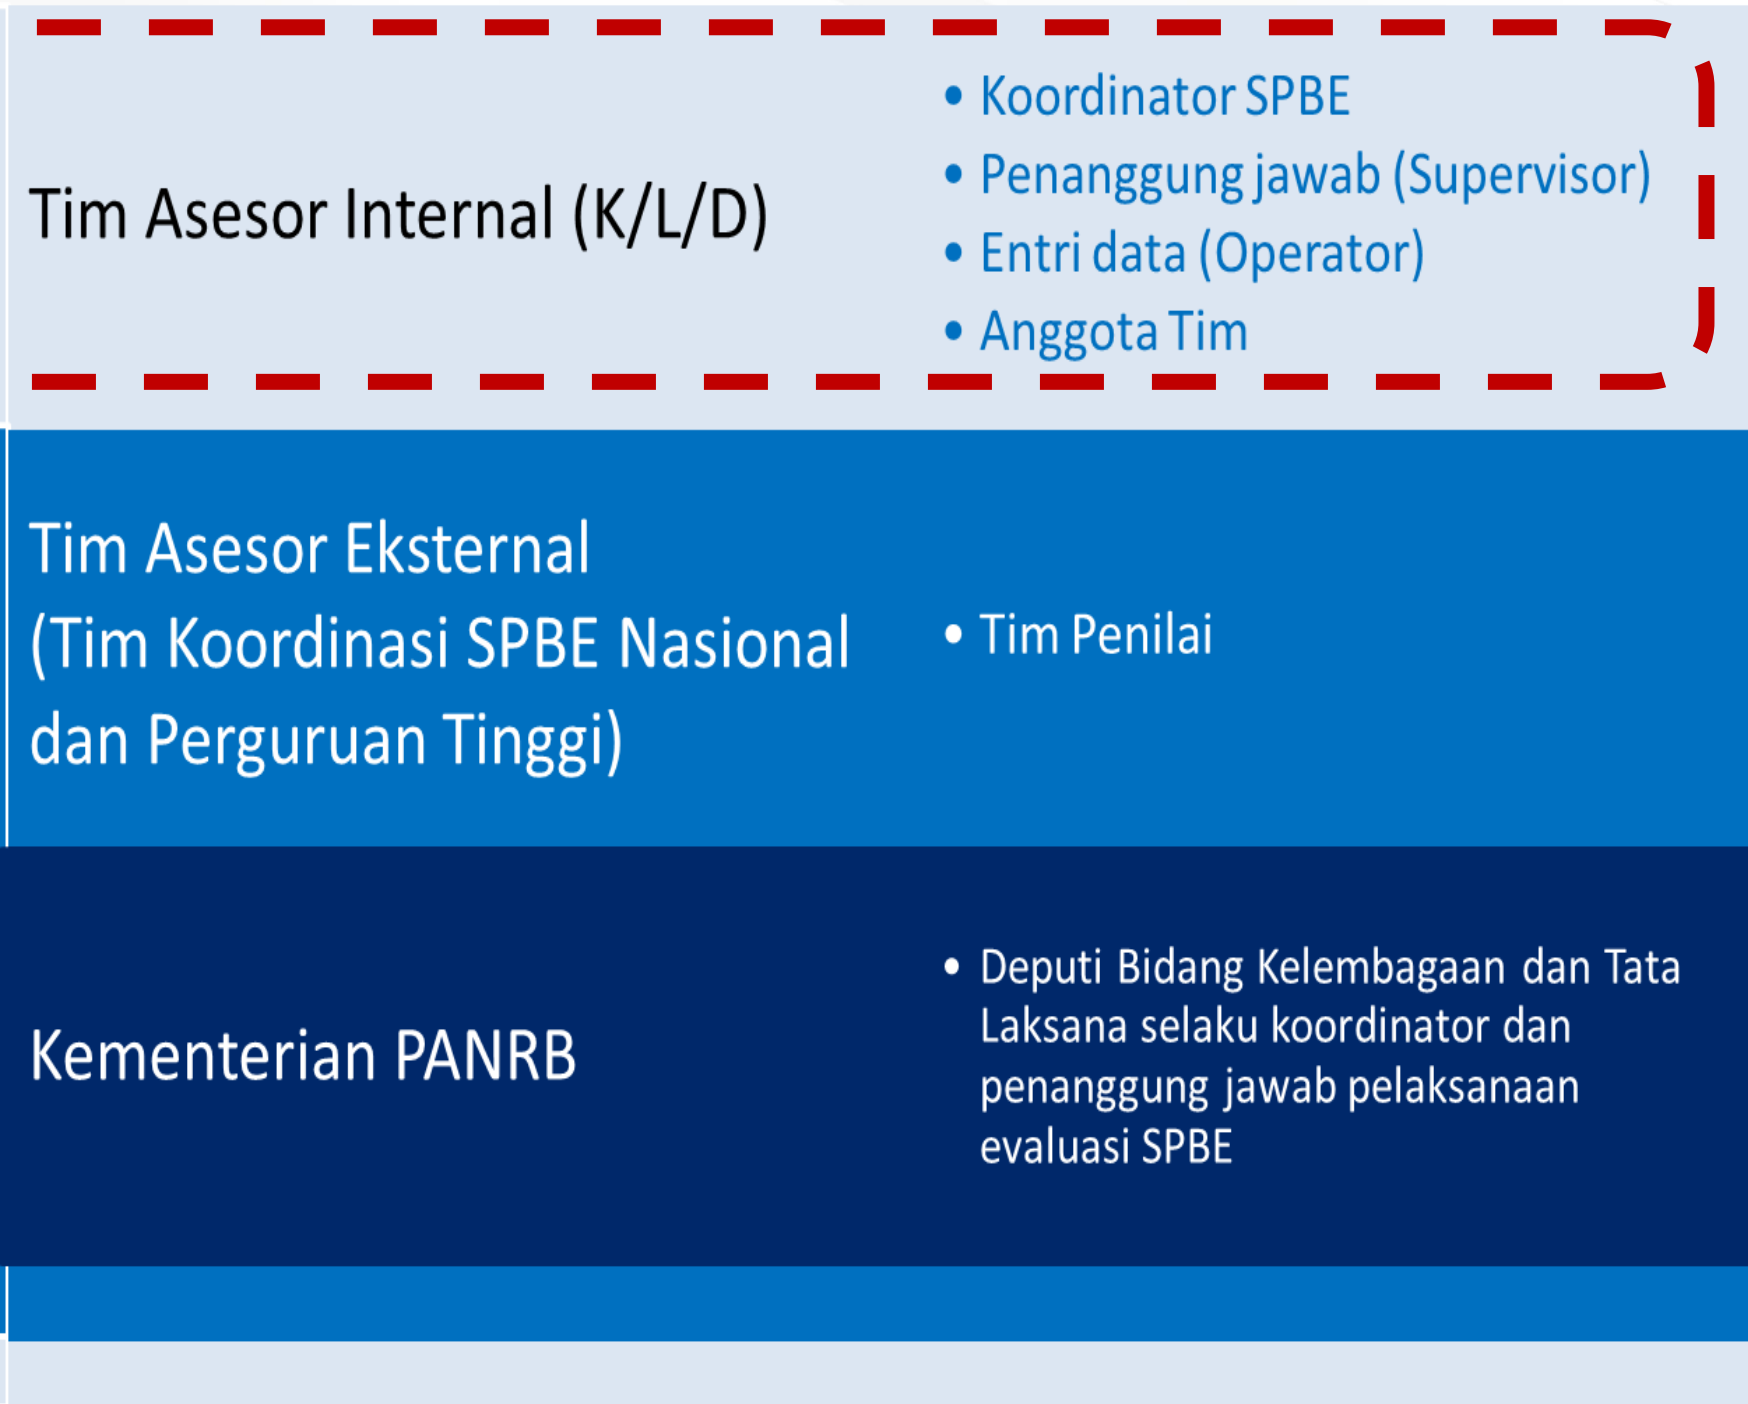 Tim Asesor Internal (K/L/D)
• Koordinator SPBE
• Penanggung jawab (Supervisor)
• Entri data (Operator)
• Anggota Tim
Tim Asesor Eksternal
(Tim Koordinasi SPBE Nasional
dan Perguruan Tinggi)
• Tim Penilai
Kementerian PANRB
• Deputi Bidang Kelembagaan dan Tata
Laksana selaku koordinator dan
penanggung jawab pelaksanaan
evaluasi SPBE